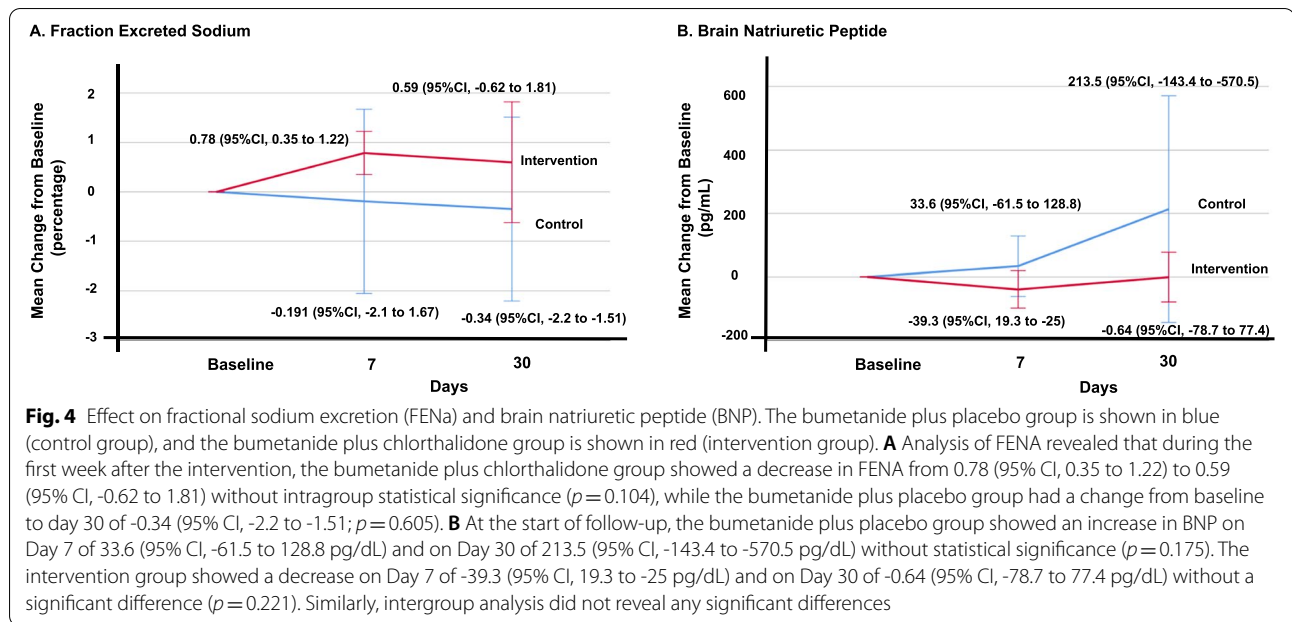 A. Fraction Excreted Sodium
Mean Change from Baseline
(percentage)
2
1
0
-1
-2
-3
0.78 (95%CI, 0.35 to 1.22)
0.59 (95%CI, -0.62 to 1.81)
Intervention
Control
-0.191 (95%CI, -2.1 to 1.67)
-0.34 (95%CI, -2.2 to -1.51)
Baseline
7
30
Days
B. Brain Natriuretic Peptide
Mean Change from Baseline
(pg/mL)
600
400
200
0
-200
213.5 (95%CI, -143.4 to -570.5)
33.6 (95%CI, -61.5 to 128.8)
Control
Intervention
-39.3 (95%CI, 19.3 to -25)
-0.64 (95%CI, -78.7 to 77.4)
Baseline
7
30
Days
Fig. 4 Effect on fractional sodium excretion (FENa) and brain natriuretic peptide (BNP). The bumetanide plus placebo group is shown in blue
(control group), and the bumetanide plus chlorthalidone group is shown in red (intervention group). A Analysis of FENA revealed that during the
first week after the intervention, the bumetanide plus chlorthalidone group showed a decrease in FENA from 0.78 (95% CI, 0.35 to 1.22) to 0.59
(95% CI, -0.62 to 1.81) without intragroup statistical significance (p = 0.104), while the bumetanide plus placebo group had a change from baseline
to day 30 of -0.34 (95% CI, -2.2 to -1.51; p = 0.605). B At the start of follow-up, the bumetanide plus placebo group showed an increase in BNP on
Day 7 of 33.6 (95% CI, -61.5 to 128.8 pg/dL) and on Day 30 of 213.5 (95% CI, -143.4 to -570.5 pg/dL) without statistical significance (p = 0.175). The
intervention group showed a decrease on Day 7 of -39.3 (95% CI, 19.3 to -25 pg/dL) and on Day 30 of -0.64 (95% CI, -78.7 to 77.4 pg/dL) without a
significant difference (p = 0.221). Similarly, intergroup analysis did not reveal any significant differences